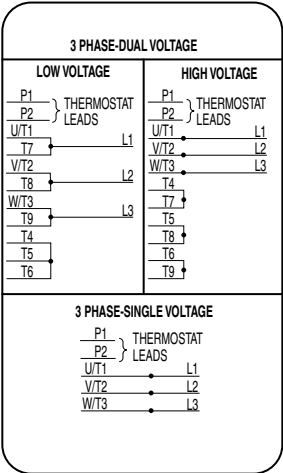 3 PHASE-DUAL VOLTAGE
LOW VOLTAGE
P1
THERMOSTAT
P2
LEADS
U/T1
L1
T7
V/T2
L2
T8
W/T3
L3
T9
T4
T5
T6
HIGH VOLTAGE
P1
THERMOSTAT
P2
LEADS
U/T1
L1
V/T2
L2
W/T3
L3
T4
T7
T5
T8
T6
T9
3 PHASE-SINGLE VOLTAGE
P1
THERMOSTAT
P2
LEADS
U/T1
L1
V/T2
L2
W/T3
L3